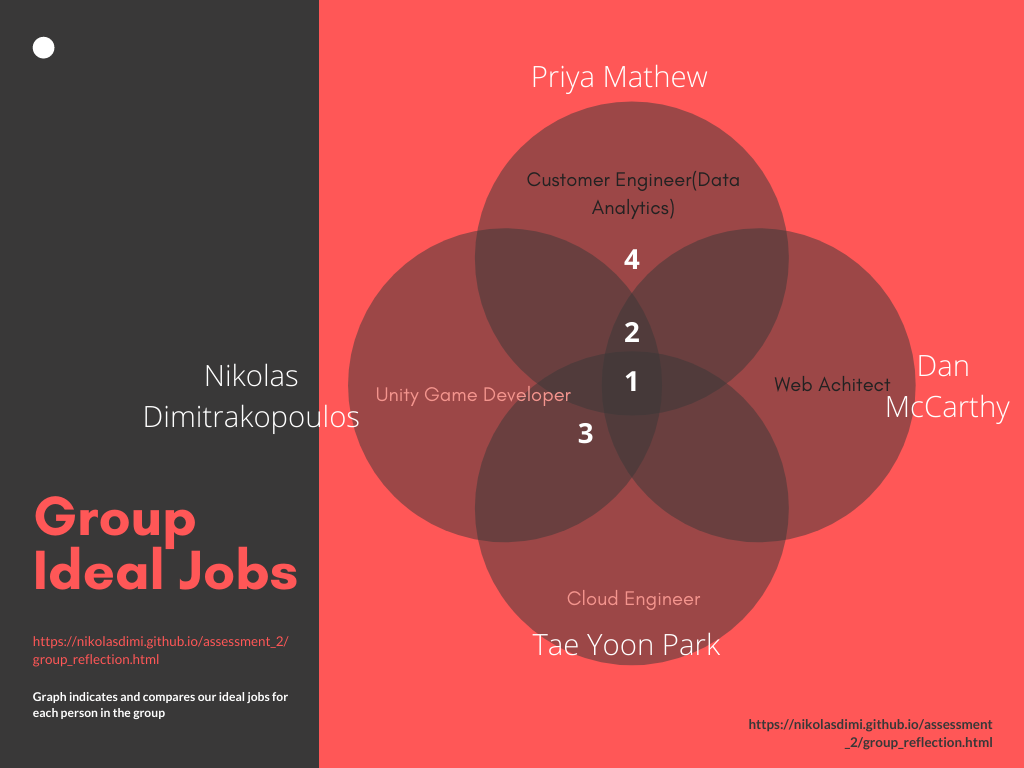 Priya Mathew
Customer Engineer(Data
Analytics)
4
2
1
3
Nikolas
Dimitrakopoulos
Unity Game Developer
Web Achitect
Dan
McCarthy
Cloud Engineer
Tae Yoon Park
Group
Ideal Jobs
https://nikolasdimi.github.io/assessment_2/
group_reflection.html
Graph indicates and compares our ideal jobs for
each person in the group
https://nikolasdimi.github.io/assessment
_2/group_reflection.html